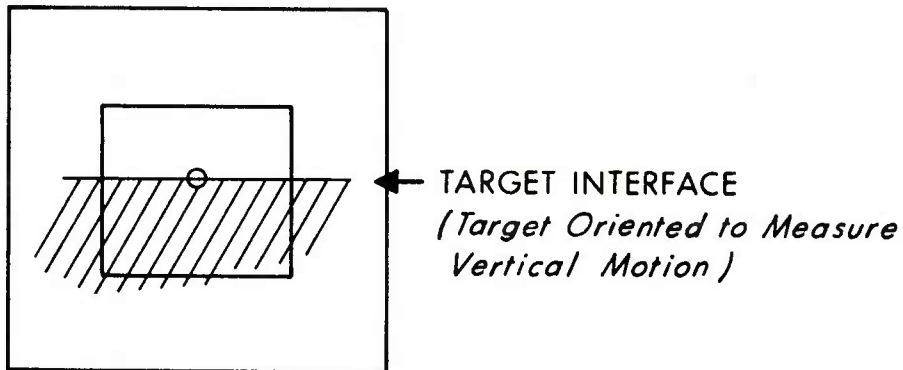 TARGET INTERFACE
(Target Oriented to Measure
Vertical Motion)